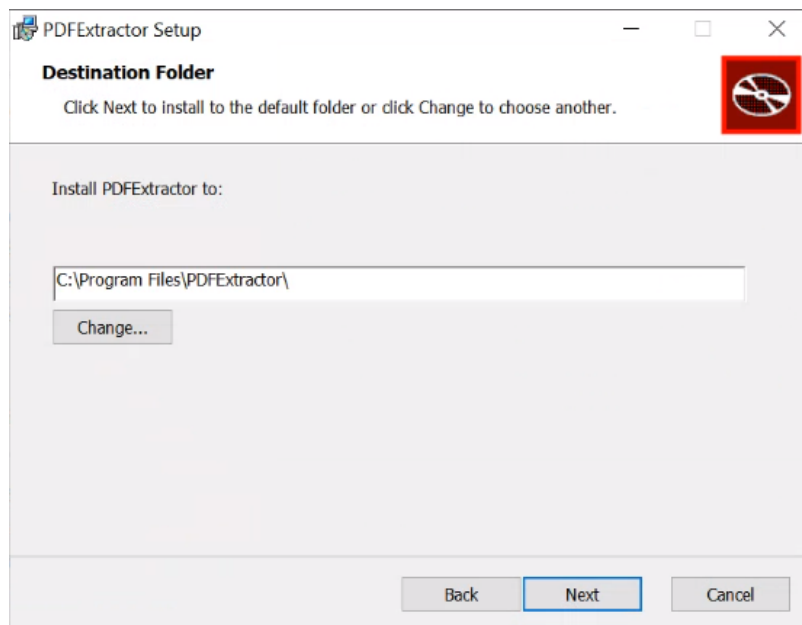 PDFExtractor Setup
Destination Folder
Click Next to install to the default folder or click Change to choose another.
Install PDFExtractor to:
C:\Program Files\PDFExtractor\
Change...
Back Next Cancel